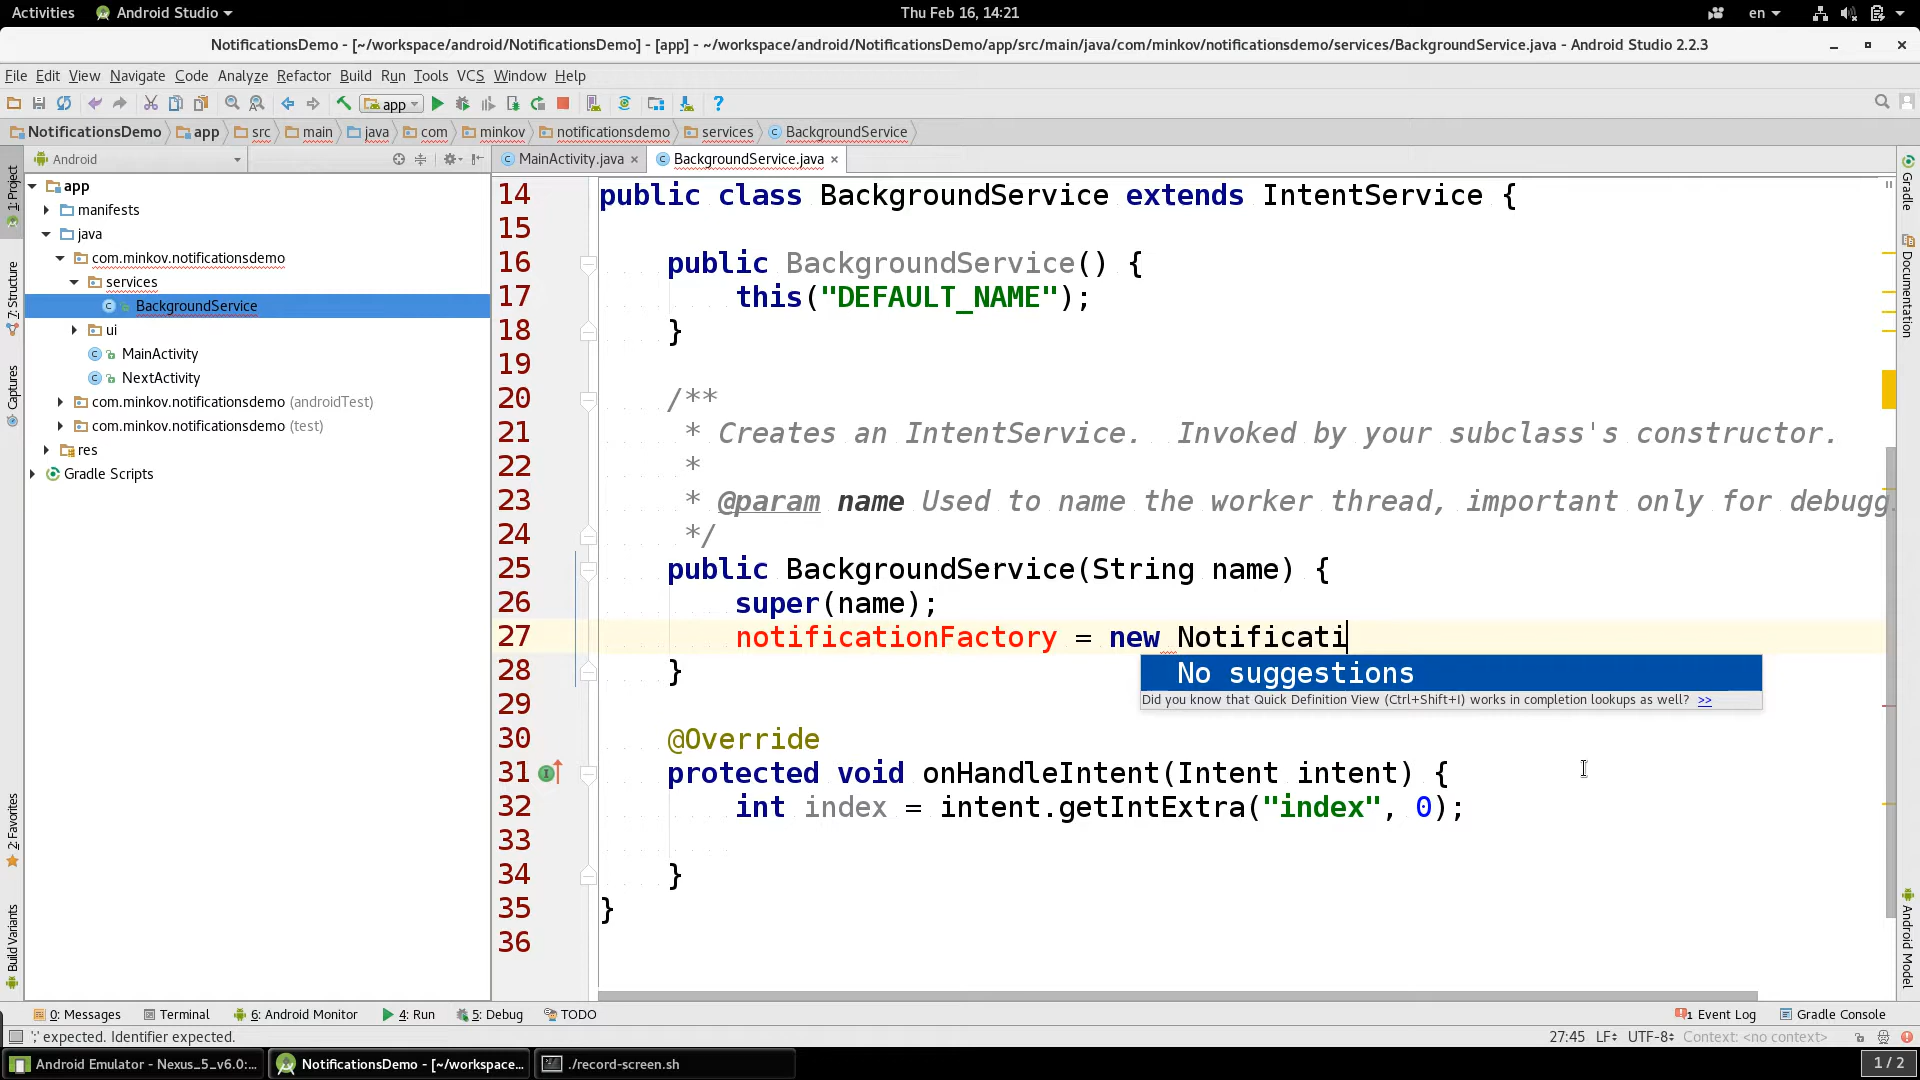 Activities Android Studio Thu Feb 16, 14:21 en
NotificationsDemo - [~/workspace/android/NotificationsDemo] - [app] - ~/workspace/android/NotificationsDemo/app/src/main/java/com/minkov/notificationsdemo/services/BackgroundService.java - Android Studio 2.2.3
File Edit View Navigate Code Analyze Refactor Build Run Tools VCS Window Help
app
NotificationsDemo app src main java com minkov notificationsdemo services BackgroundService
Android
MainActivity.java BackgroundService.java
app
manifests
java
com.minkov.notificationsdemo
services
BackgroundService
ui
MainActivity
NextActivity
com.minkov.notificationsdemo (androidTest)
com.minkov.notificationsdemo (test)
res
Gradle Scripts
1: Project
7: Structure
Captures
2: Favorites
Build Variants
14 public class BackgroundService extends IntentService {
15
16 public BackgroundService() {
17 this("DEFAULT_NAME");
18 }
19
20 /**
21 * Creates an IntentService.  Invoked by your subclass's constructor.
22 *
23 * @param name Used to name the worker thread, important only for debugg
24 */
25 public BackgroundService(String name) {
26 super(name);
27 notificationFactory = new Notificati
28 }
29
30 @Override
31 protected void onHandleIntent(Intent intent) {
32 int index = intent.getIntExtra("index", 0);
33
34 }
35 }
36
No suggestions
Did you know that Quick Definition View (Ctrl+Shift+I) works in completion lookups as well? >>
Gradle
Documentation
Android Model
0: Messages Terminal 6: Android Monitor 4: Run 5: Debug TODO 1 Event Log Gradle Console
';' expected. Identifier expected. 27:45 LF UTF-8 Context: <no context>
Android Emulator - Nexus_5_v6.0:... NotificationsDemo - [~/workspace... ./record-screen.sh 1 / 2